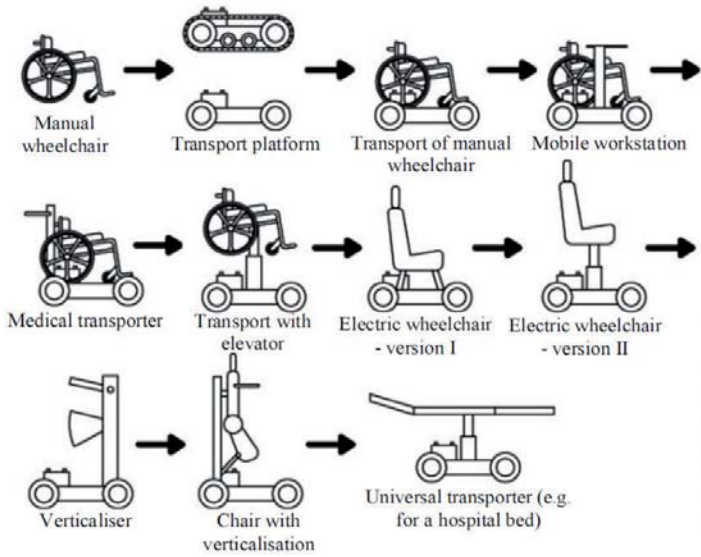 Manual
wheelchair
Transport platform
Transport of manual
wheelchair
Mobile workstation
Medical transporter
Transport with
elevator
Electric wheelchair
- version I
Electric wheelchair
- version II
Verticaliser
Chair with
verticalisation
Universal transporter (e.g.
for a hospital bed)